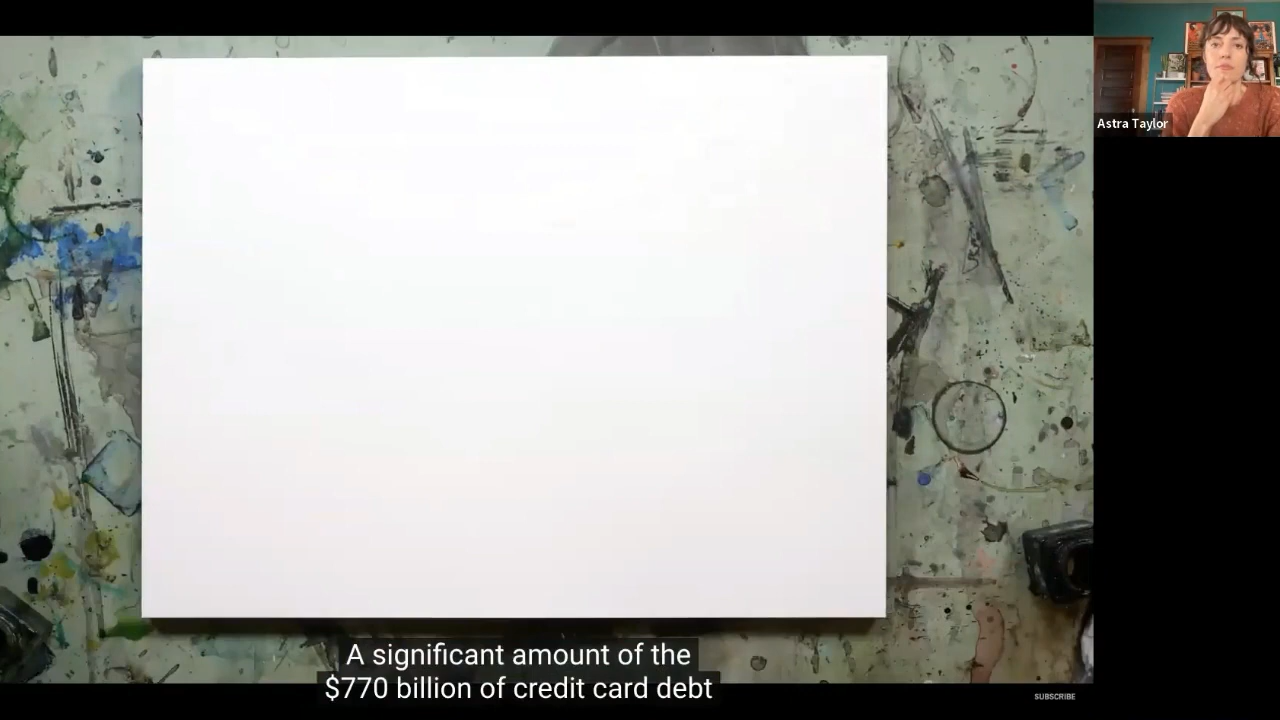 Astra Taylor
A significant amount of the
$770 billion of credit card debt
SUBSCRIBE